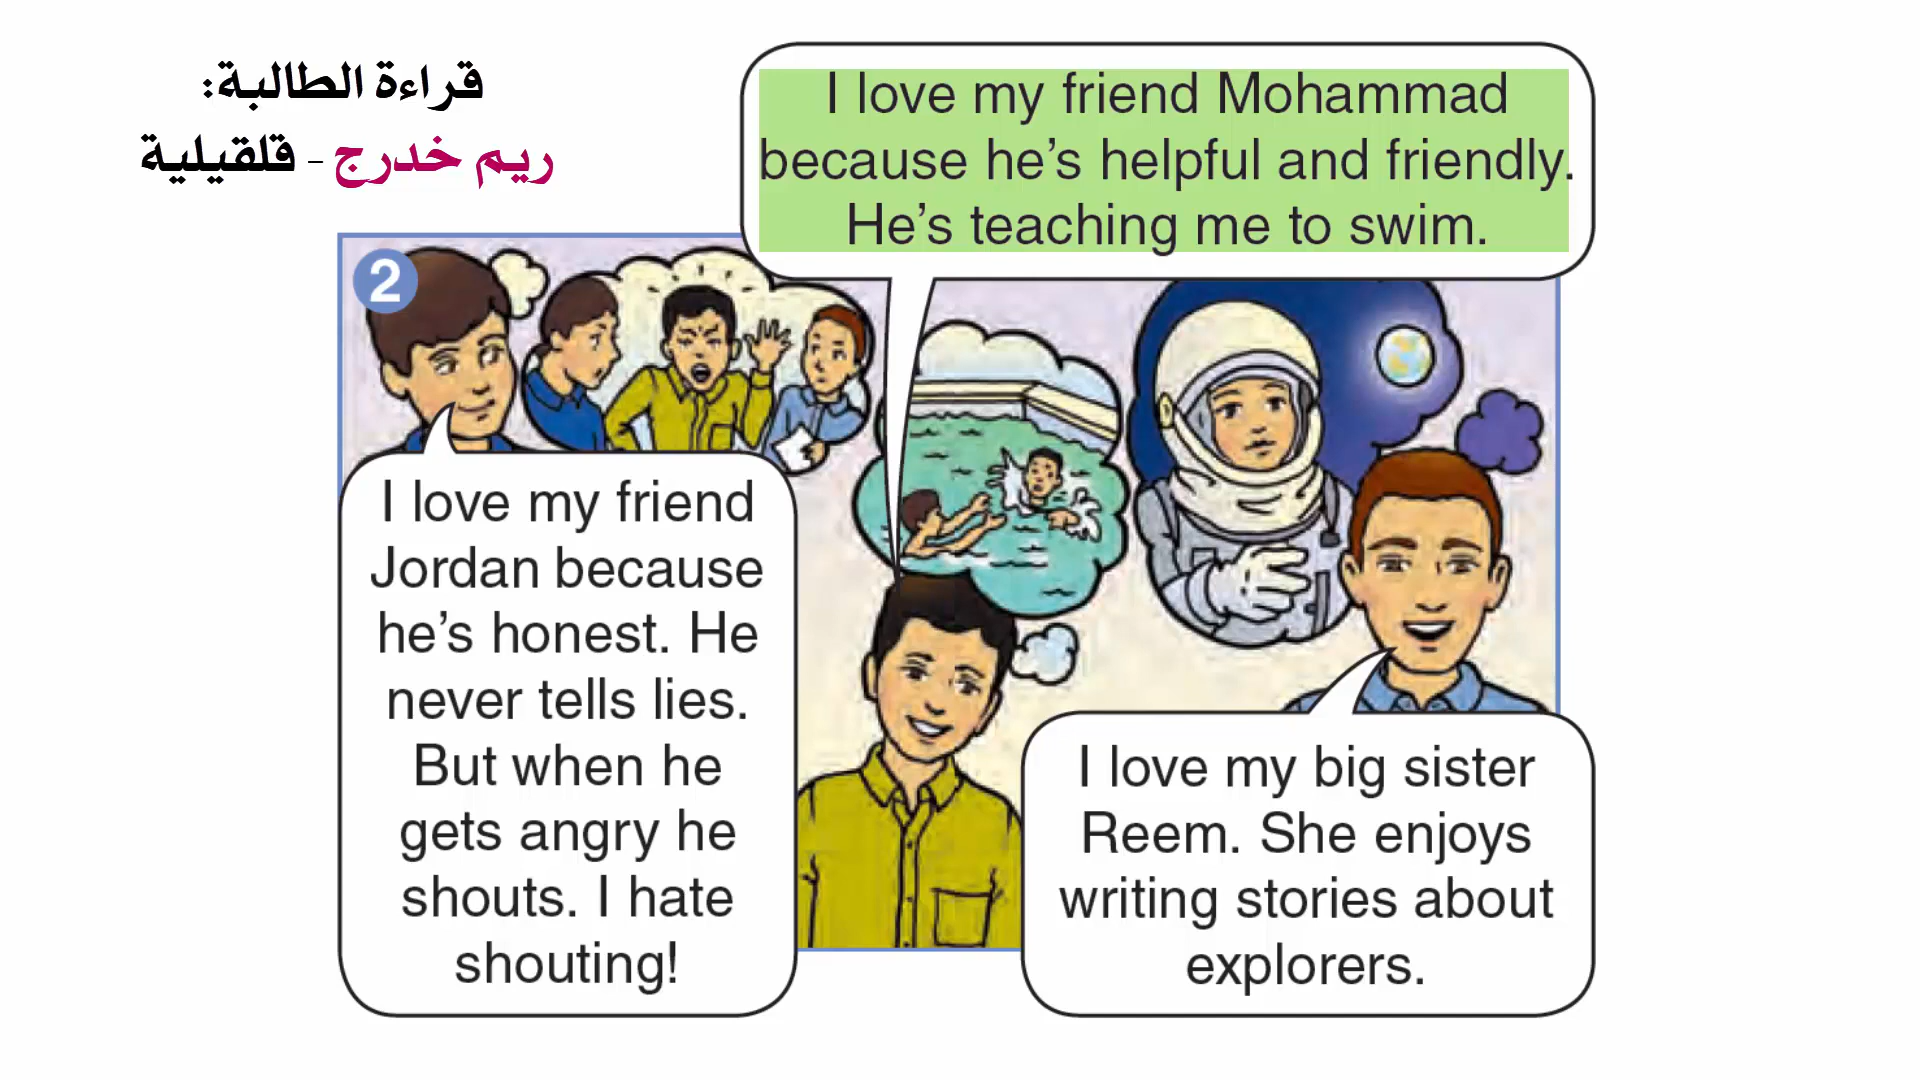 قراءة الطالبة:
ريم خدرج - قلقيلية
I love my friend Mohammad
because he’s helpful and friendly.
He’s teaching me to swim.
2
I love my friend
Jordan because
he’s honest. He
never tells lies.
But when he
gets angry he
shouts. I hate
shouting!
I love my big sister
Reem. She enjoys
writing stories about
explorers.